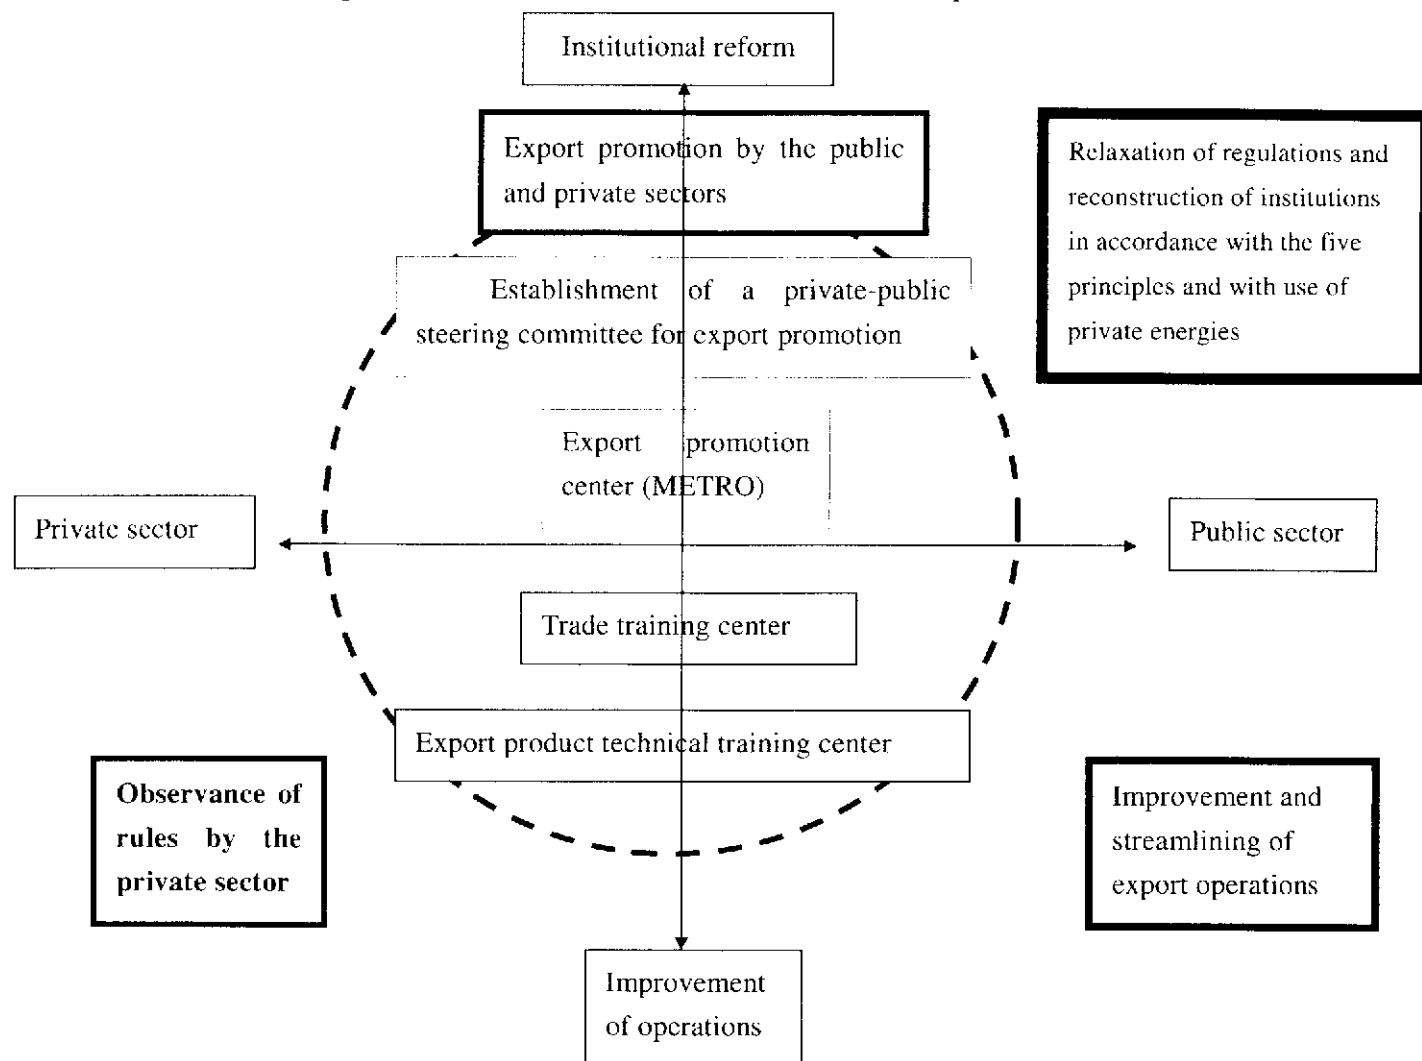 Institutional reform
Export promotion by the public
and private sectors
Relaxation of regulations and
reconstruction of institutions
in accordance with the five
principles and with use of
private energies
Establishment of a private-public
steering committee for export promotion
Export promotion
center (METRO)
Private sector
Public sector
Trade training center
Export product technical training center
Observance of
rules by the
private sector
Improvement and
streamlining of
export operations
Improvement
of operations